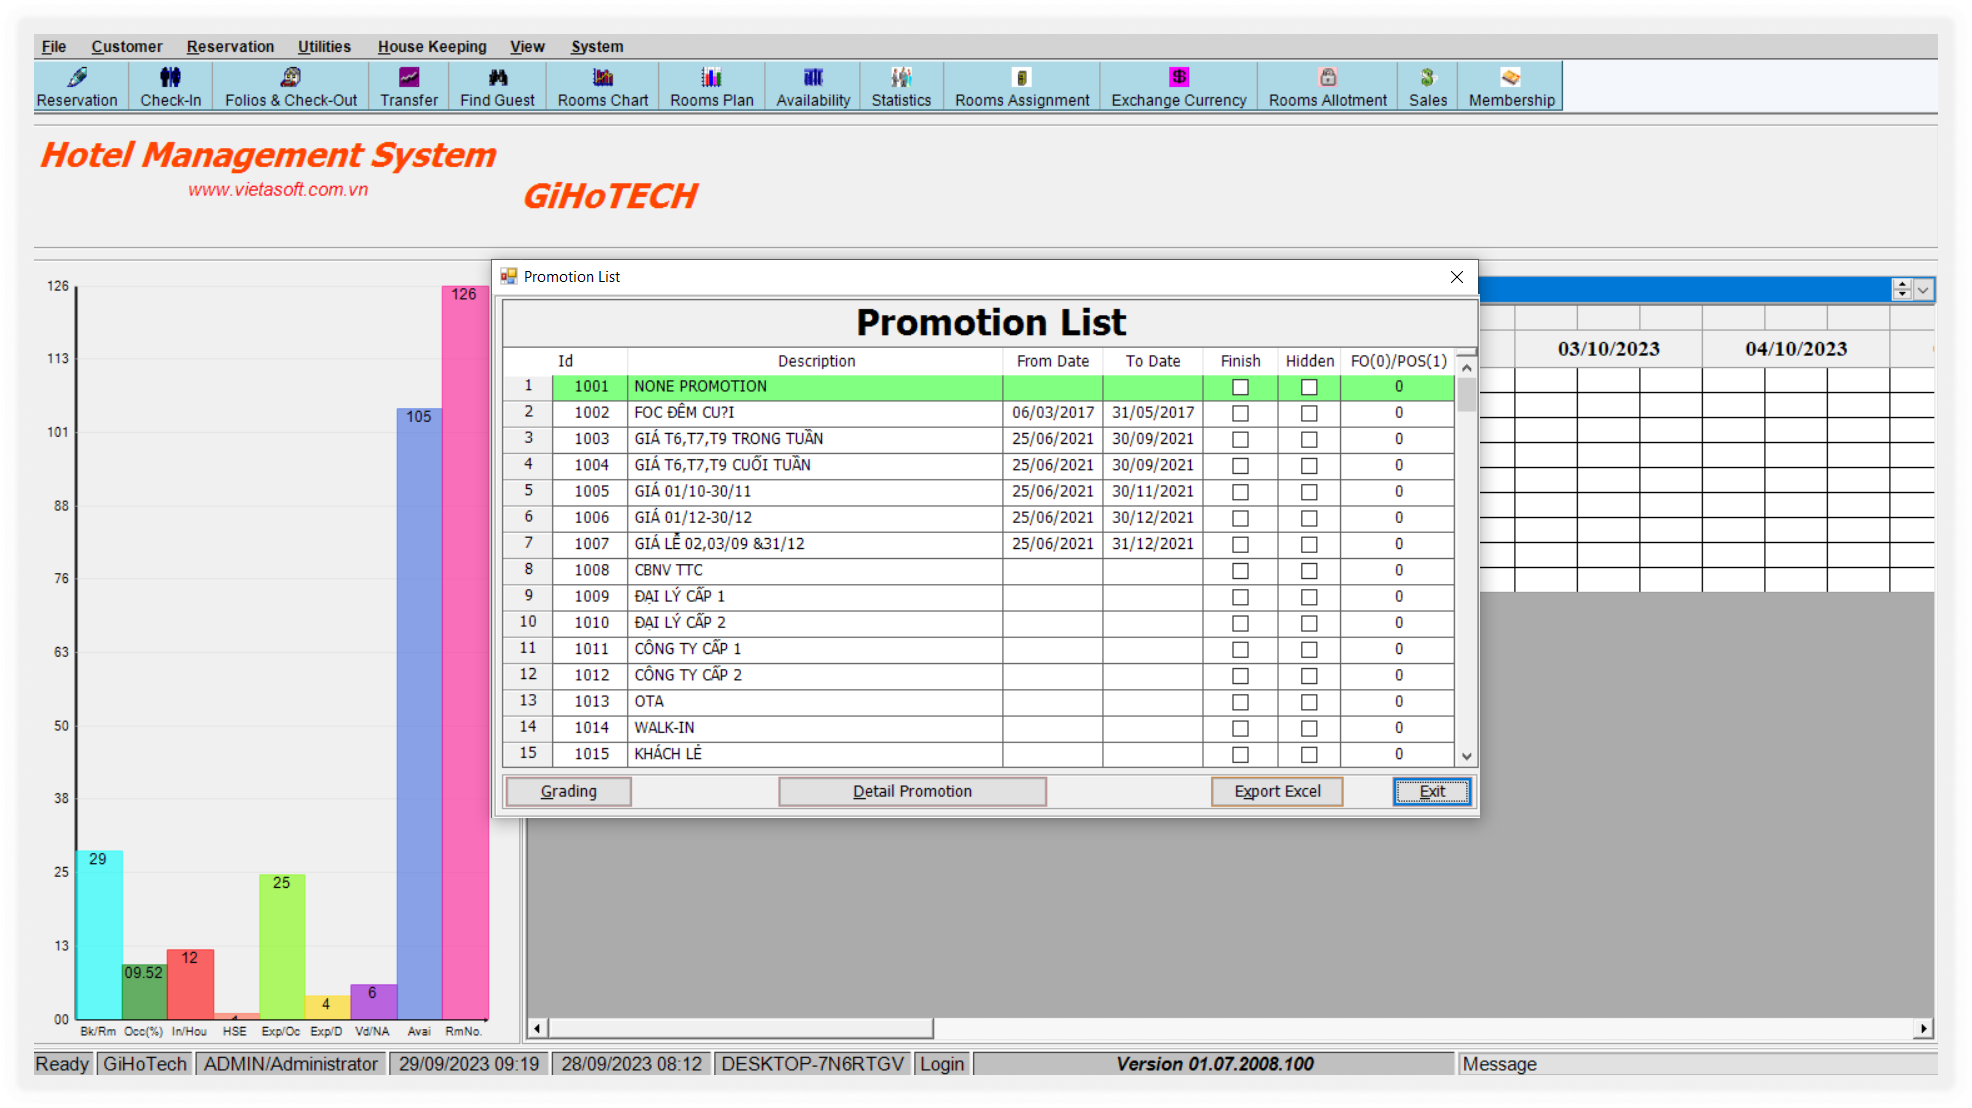 File Customer Reservation Utilities House Keeping View System
Reservation Check-In Folios & Check-Out Transfer Find Guest Rooms Chart Rooms Plan Availability Statistics Rooms Assignment Exchange Currency Rooms Allotment Sales Membership
Hotel Management System
www.vietasoft.com.vn
GiHoTECH
Promotion List
Promotion List
Id Description From Date To Date Finish Hidden FO(0)/POS(1)
1 1001 NONE PROMOTION 0
2 1002 FOC ĐÊM CU?I 06/03/2017 31/05/2017 0
3 1003 GIÁ T6,T7,T9 TRONG TUẦN 25/06/2021 30/09/2021 0
4 1004 GIÁ T6,T7,T9 CUỐI TUẦN 25/06/2021 30/09/2021 0
5 1005 GIÁ 01/10-30/11 25/06/2021 30/11/2021 0
6 1006 GIÁ 01/12-30/12 25/06/2021 30/12/2021 0
7 1007 GIÁ LỄ 02,03/09 &31/12 25/06/2021 31/12/2021 0
8 1008 CBNV TTC 0
9 1009 ĐẠI LÝ CẤP 1 0
10 1010 ĐẠI LÝ CẤP 2 0
11 1011 CÔNG TY CẤP 1 0
12 1012 CÔNG TY CẤP 2 0
13 1013 OTA 0
14 1014 WALK-IN 0
15 1015 KHÁCH LẺ 0
Grading Detail Promotion Export Excel Exit
03/10/2023 04/10/2023
126
113
101
88
76
63
50
38
25
13
00
29 09.52 12 25 4 6 105 126
Bk/Rm Occ(%) In/Hou HSE Exp/Oc Exp/D Vd/NA Avai RmNo.
Ready GiHoTech ADMIN/Administrator 29/09/2023 09:19 28/09/2023 08:12 DESKTOP-7N6RTGV Login Version 01.07.2008.100 Message